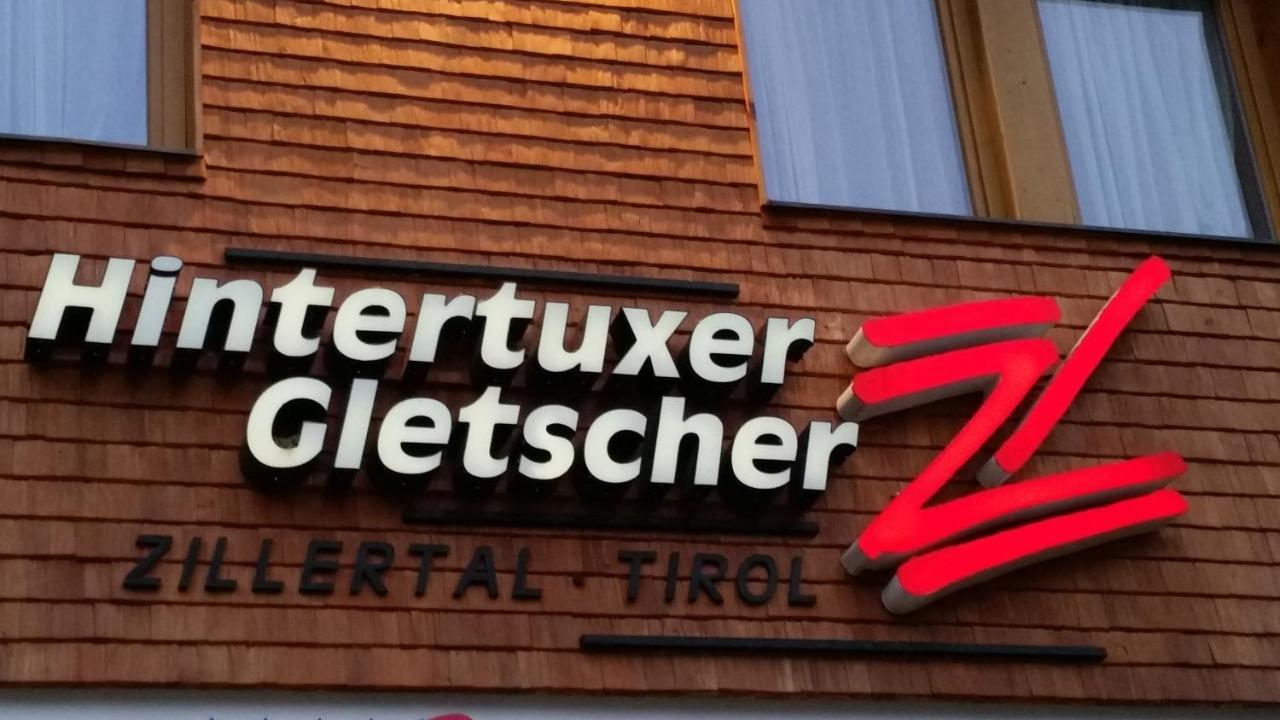 Hintertuxer
Gletscher
ZILLERTAL · TIROL